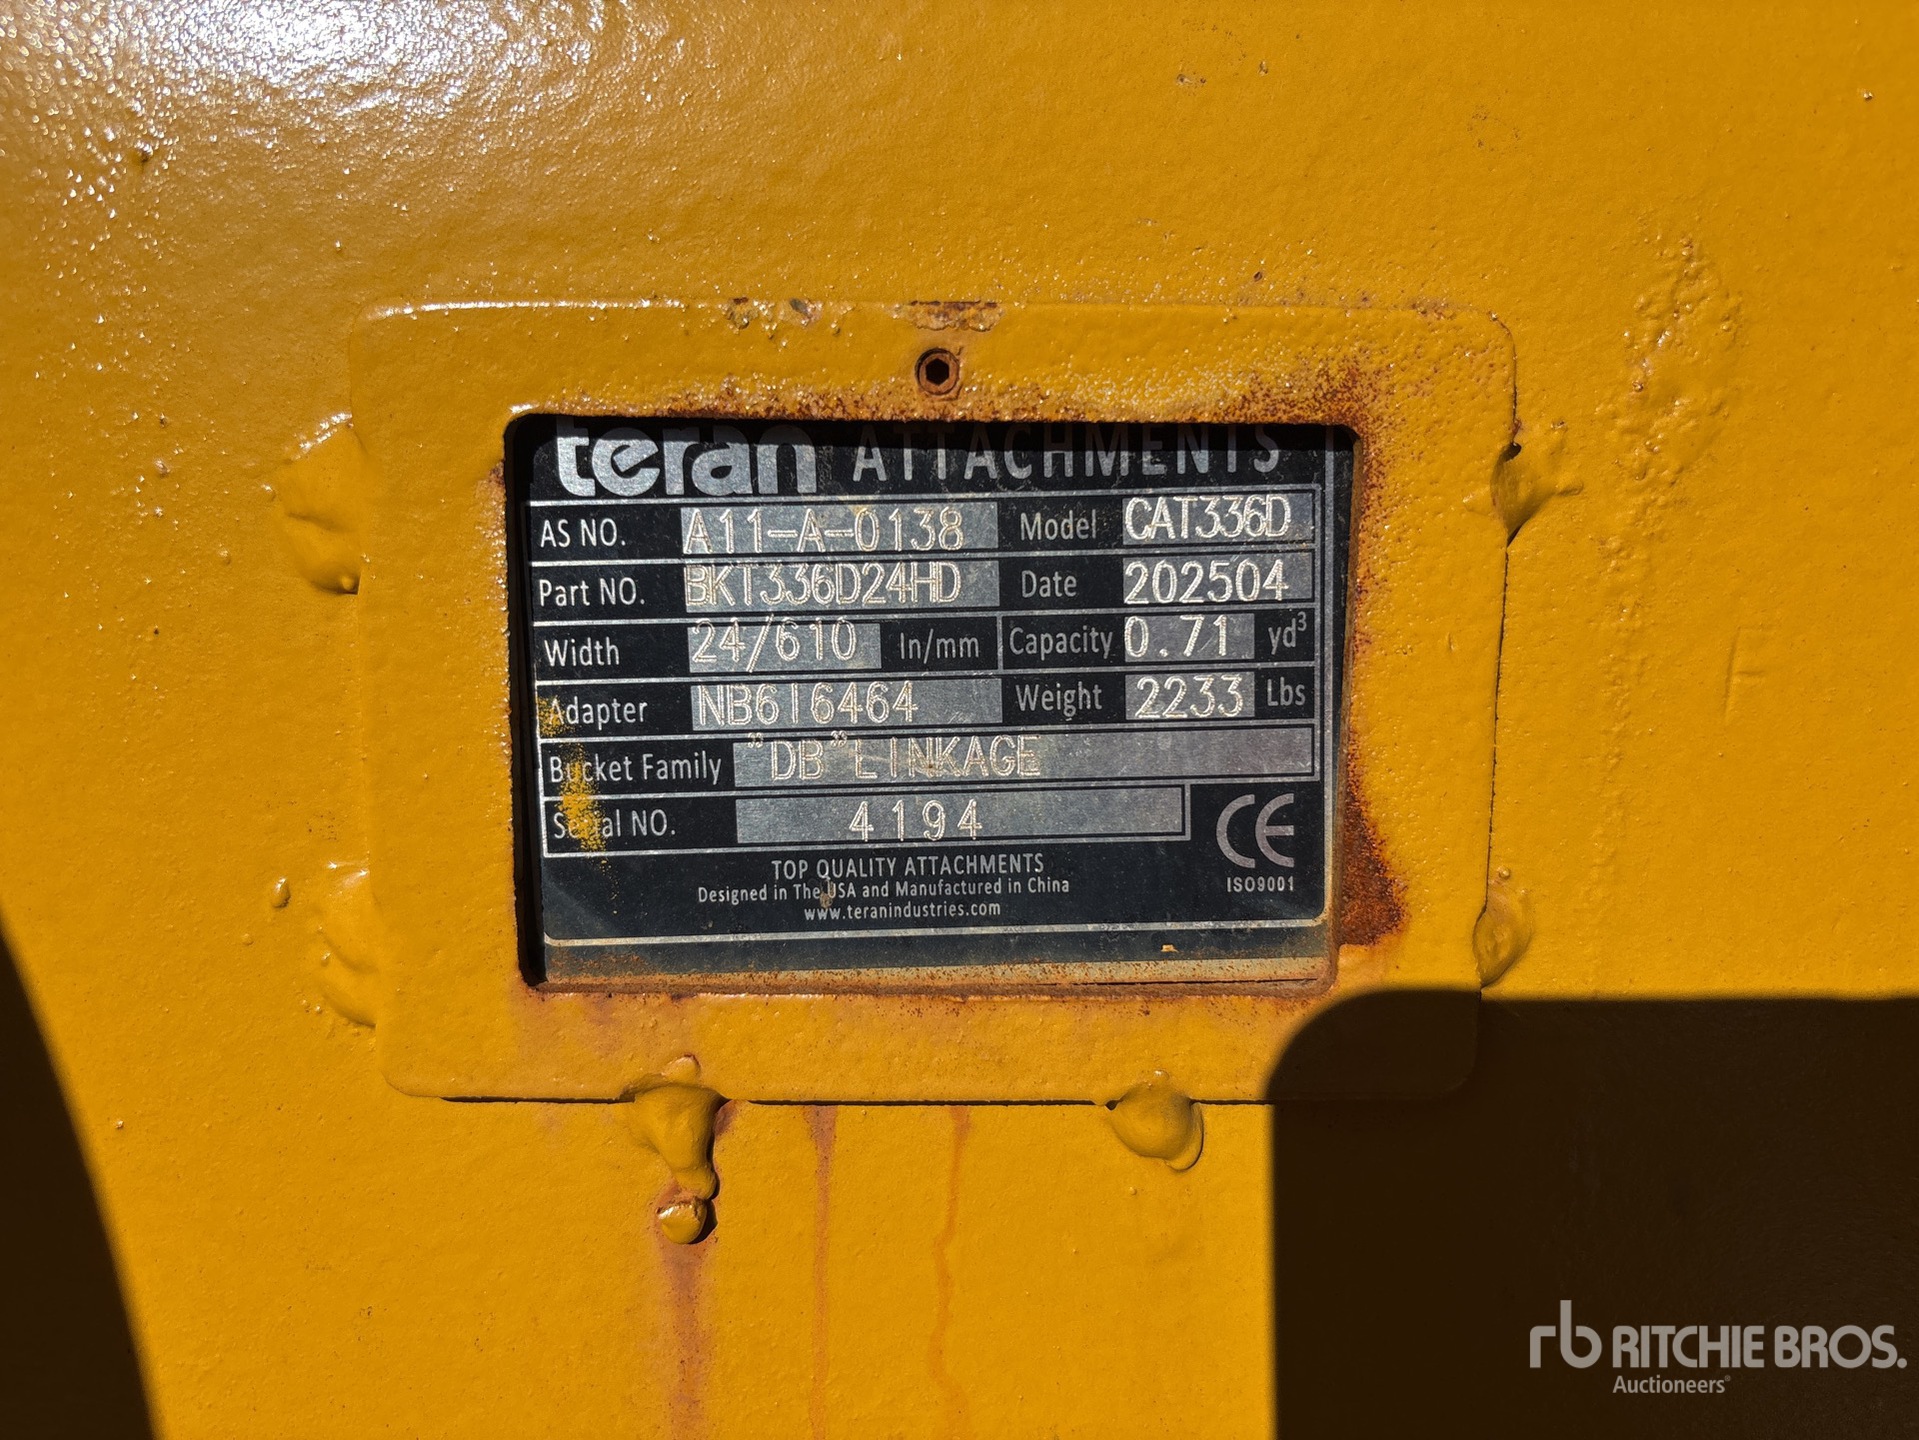 teran ATTACHMENTS
AS NO. A11-A-0138 Model CAT336D
Part NO. BKT336D24HD Date 202504
Width 24/610 In/mm Capacity 0.71 yd³
Adapter NB616464 Weight 2233 Lbs
Bucket Family "DB"LINKAGE
Serial NO. 4194
CE
ISO9001
TOP QUALITY ATTACHMENTS
Designed in The USA and Manufactured in China
www.teranindustries.com
rb RITCHIE BROS.
Auctioneers®